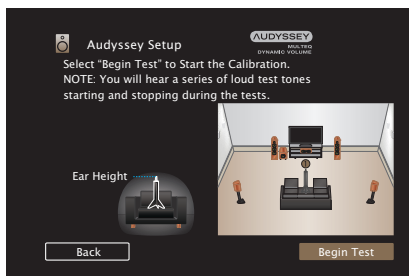 Audyssey Setup
AUDYSSEY
MULTEQ
DYNAMIC VOLUME
Select “Begin Test” to Start the Calibration.
NOTE: You will hear a series of loud test tones
starting and stopping during the tests.
Ear Height
Back
Begin Test